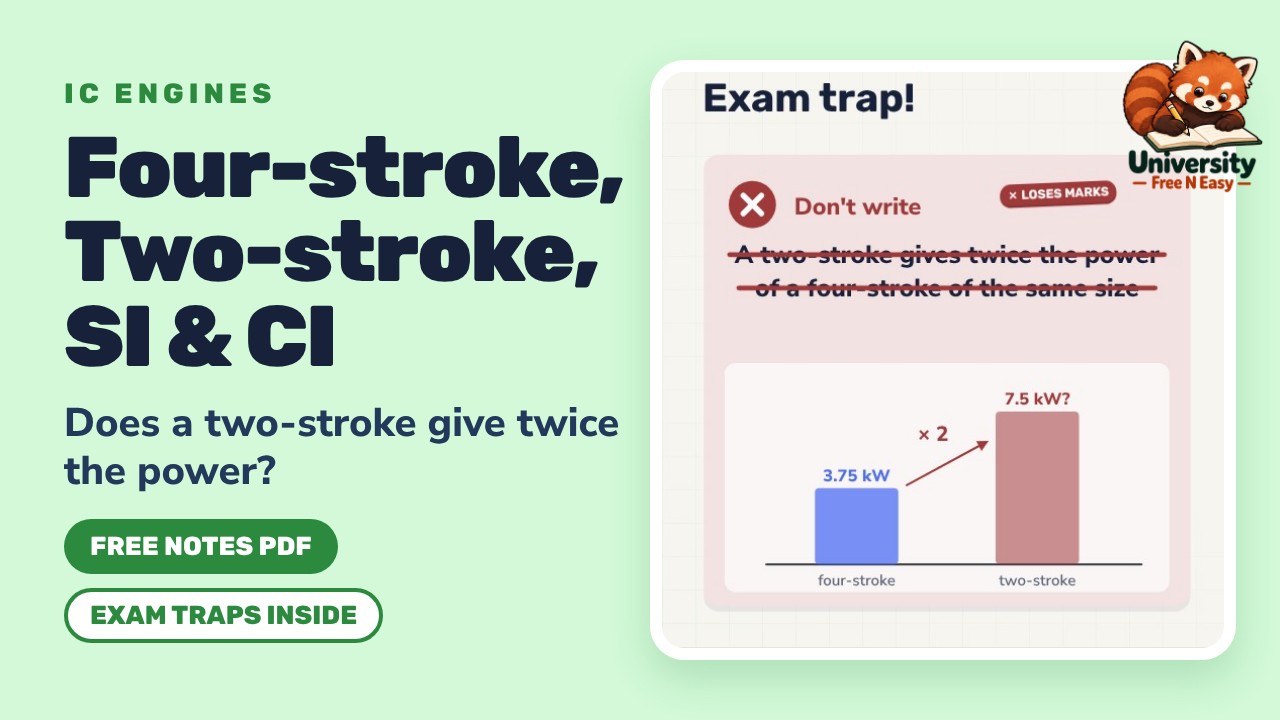 IC ENGINES
Four-stroke,
Two-stroke,
SI & CI
Does a two-stroke give twice
the power?
FREE NOTES PDF
EXAM TRAPS INSIDE
Exam trap!
Don't write
× LOSES MARKS
A two-stroke gives twice the power
of a four-stroke of the same size
7.5 kW?
× 2
3.75 kW
four-stroke
two-stroke
University
Free N Easy